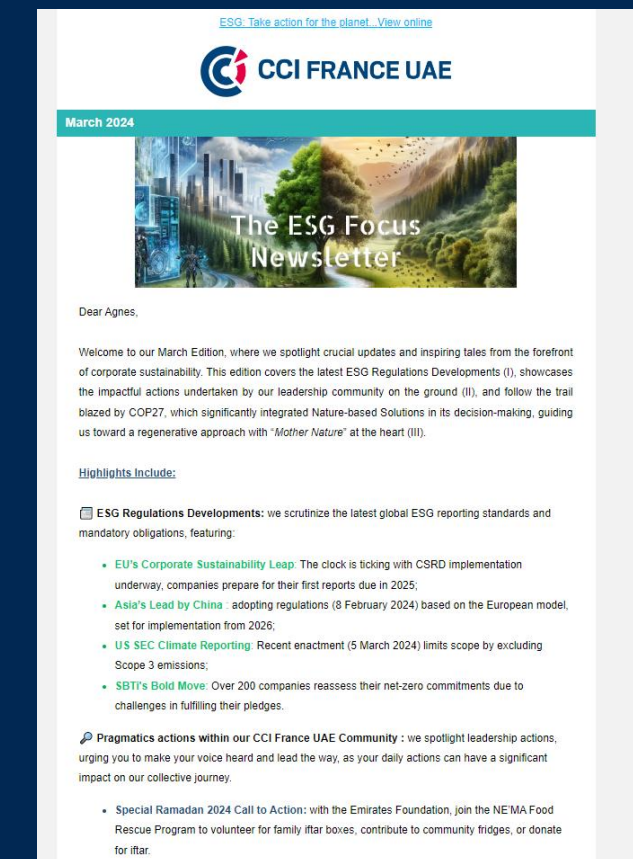 ESG: Take action for the planet...View online
CCI FRANCE UAE
March 2024
The ESG Focus
Newsletter
Dear Agnes,
Welcome to our March Edition, where we spotlight crucial updates and inspiring tales from the forefront
of corporate sustainability. This edition covers the latest ESG Regulations Developments (I), showcases
the impactful actions undertaken by our leadership community on the ground (II), and follow the trail
blazed by COP27, which significantly integrated Nature-based Solutions in its decision-making, guiding
us toward a regenerative approach with “Mother Nature” at the heart (III).
Highlights Include:
ESG Regulations Developments: we scrutinize the latest global ESG reporting standards and
mandatory obligations, featuring:
• EU's Corporate Sustainability Leap: The clock is ticking with CSRD implementation
underway, companies prepare for their first reports due in 2025;
• Asia's Lead by China : adopting regulations (8 February 2024) based on the European model,
set for implementation from 2026;
• US SEC Climate Reporting: Recent enactment (5 March 2024) limits scope by excluding
Scope 3 emissions;
• SBTi's Bold Move: Over 200 companies reassess their net-zero commitments due to
challenges in fulfilling their pledges.
Pragmatics actions within our CCI France UAE Community : we spotlight leadership actions,
urging you to make your voice heard and lead the way, as your daily actions can have a significant
impact on our collective journey.
• Special Ramadan 2024 Call to Action: with the Emirates Foundation, join the NE'MA Food
Rescue Program to volunteer for family iftar boxes, contribute to community fridges, or donate
for iftar.